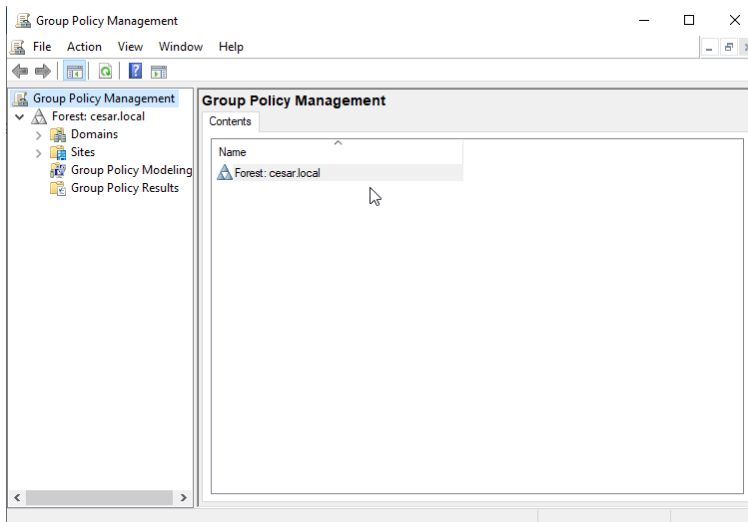 Group Policy Management
File Action View Window Help
Group Policy Management
Forest: cesar.local
Domains
Sites
Group Policy Modeling
Group Policy Results
Group Policy Management
Contents
Name
Forest: cesar.local